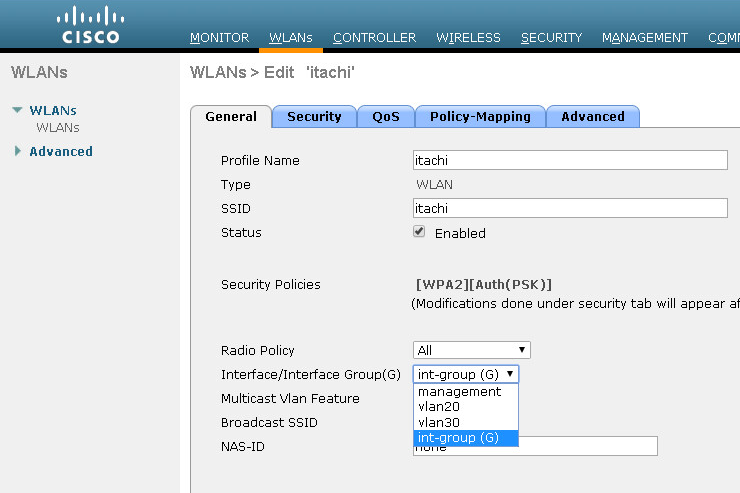 CISCO
MONITOR WLANs CONTROLLER WIRELESS SECURITY MANAGEMENT COM
WLANs
WLANs
WLANs
Advanced
WLANs > Edit 'itachi'
General Security QoS Policy-Mapping Advanced
Profile Name itachi
Type WLAN
SSID itachi
Status Enabled
Security Policies [WPA2][Auth(PSK)]
(Modifications done under security tab will appear af
Radio Policy All
Interface/Interface Group(G) int-group (G)
management
Multicast Vlan Feature vlan20
Broadcast SSID vlan30
int-group (G)
NAS-ID none